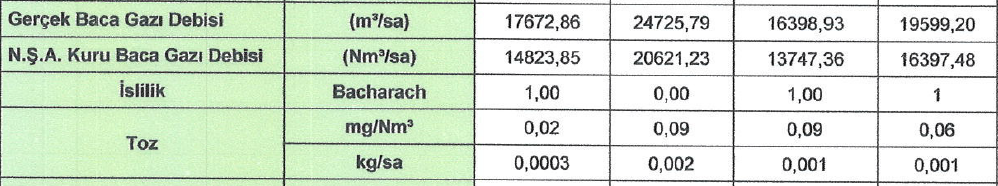 Gerçek Baca Gazı Debisi (m³/sa) 17672,86 24725,79 16398,93 19599,20
N.Ş.A. Kuru Baca Gazı Debisi (Nm³/sa) 14823,85 20621,23 13747,36 16397,48
İslilik Bacharach 1,00 0,00 1,00 1
Toz mg/Nm³ 0,02 0,09 0,09 0,06
kg/sa 0,0003 0,002 0,001 0,001